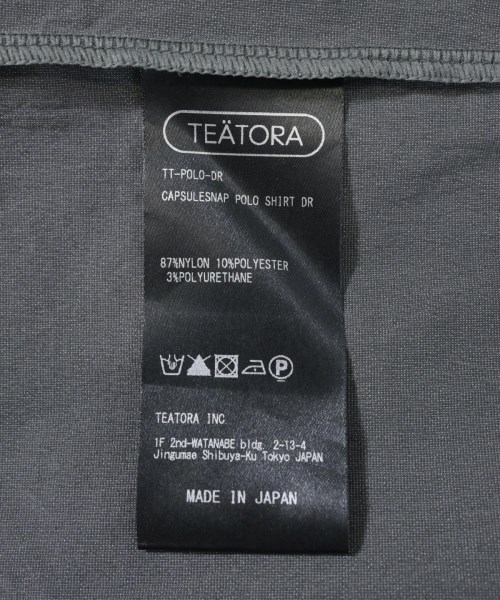 TEÄTORA
TT-POLO-DR
CAPSULESNAP POLO SHIRT DR
87%NYLON 10%POLYESTER
3%POLYURETHANE
P
TEATORA INC
1F 2nd-WATANABE bldg. 2-13-4
Jingumae Shibuya-Ku Tokyo JAPAN
MADE IN JAPAN